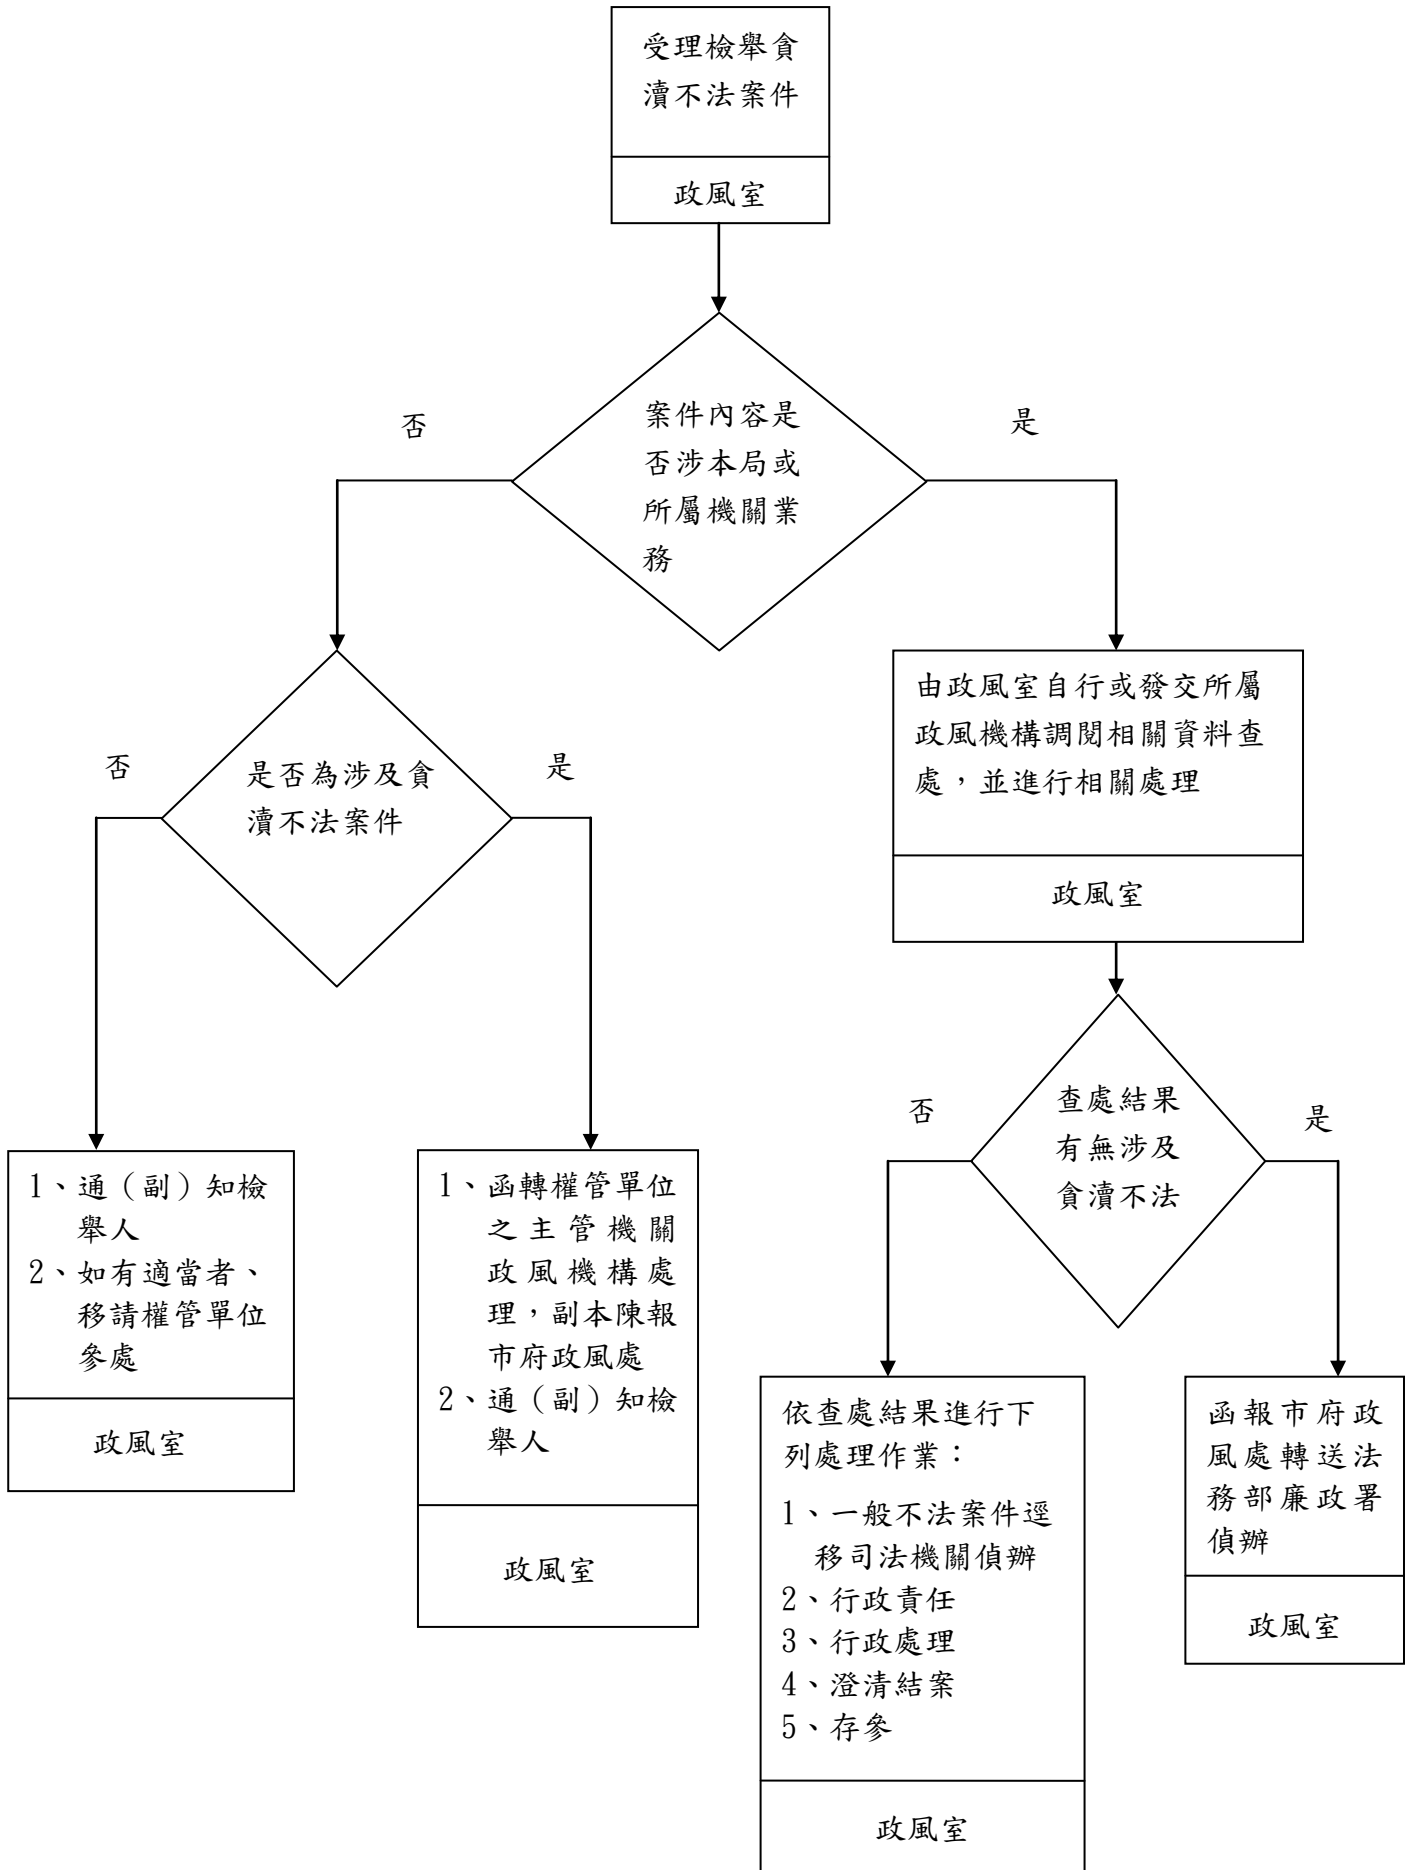 受理檢舉貪
瀆不法案件
政風室
案件內容是
否涉本局或
所屬機關業
務
否
是
是否為涉及貪
瀆不法案件
否
是
由政風室自行或發交所屬
政風機構調閱相關資料查
處，並進行相關處理
政風室
查處結果
有無涉及
貪瀆不法
否
是
1、通（副）知檢
舉人
2、如有適當者、
移請權管單位
參處
政風室
1、函轉權管單位
之主管機關
政風機構處
理，副本陳報
市府政風處
2、通（副）知檢
舉人
政風室
依查處結果進行下
列處理作業：
1、一般不法案件逕
移司法機關偵辦
2、行政責任
3、行政處理
4、澄清結案
5、存參
政風室
函報市府政
風處轉送法
務部廉政署
偵辦
政風室